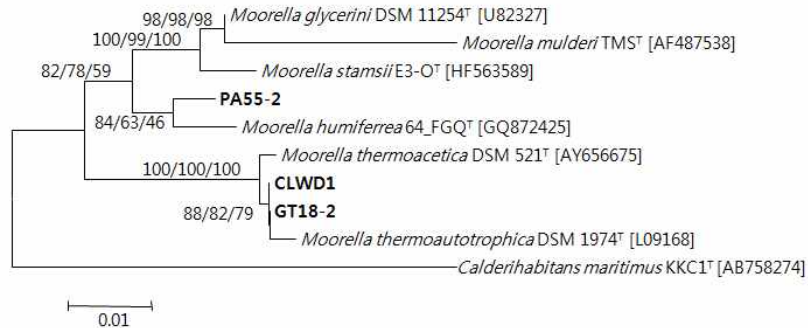 98/98/98
Moorella glycerini DSM 11254ᵀ [U82327]
100/99/100
Moorella mulderi TMSᵀ [AF487538]
82/78/59
Moorella stamsii E3-Oᵀ [HF563589]
PA55-2
84/63/46
Moorella humiferrea 64_FGQᵀ [GQ872425]
Moorella thermoacetica DSM 521ᵀ [AY656675]
100/100/100
CLWD1
88/82/79
GT18-2
Moorella thermoautotrophica DSM 1974ᵀ [L09168]
Calderihabitans maritimus KKC1ᵀ [AB758274]
0.01